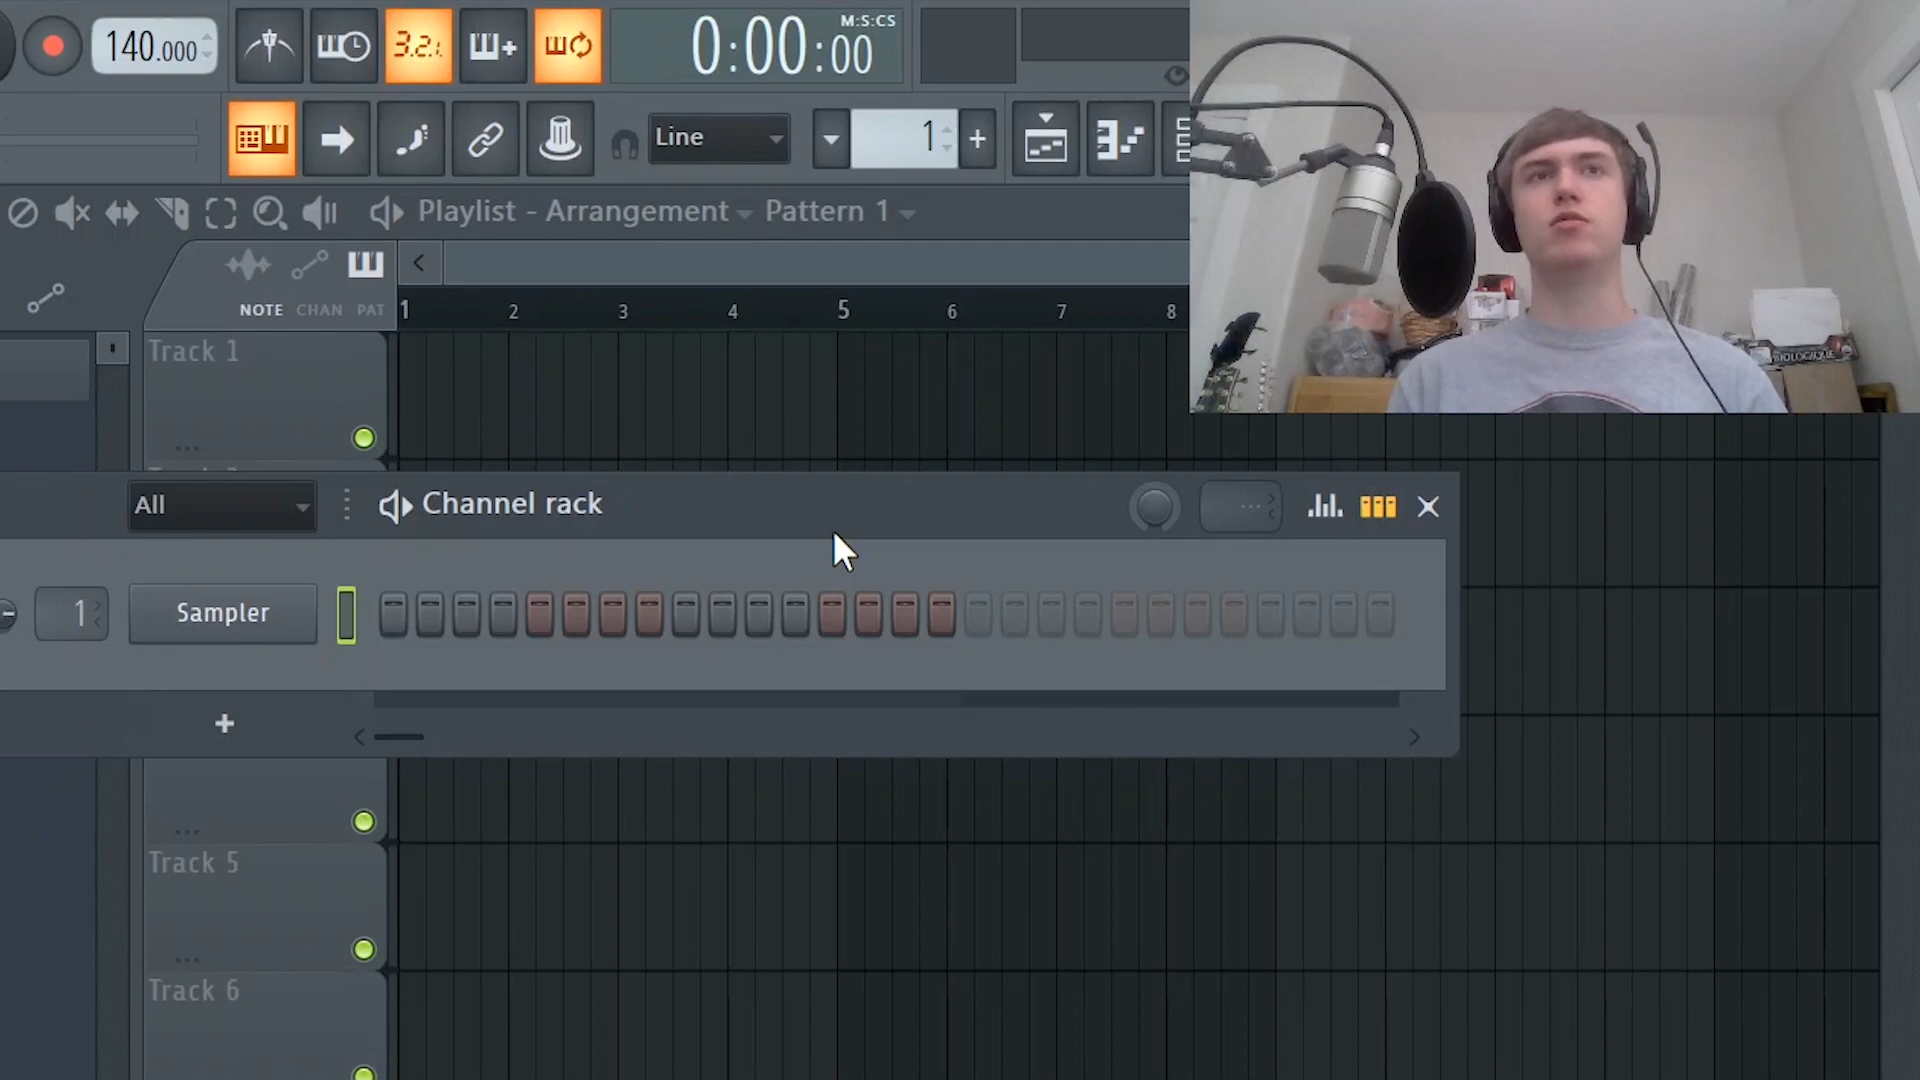 140.000
3.2.1
0:00:00
M:S:CS
Line
1
Playlist - Arrangement
Pattern 1
NOTE CHAN PAT
1 2 3 4 5 6 7 8
Track 1
All
Channel rack
1
Sampler
Track 5
Track 6